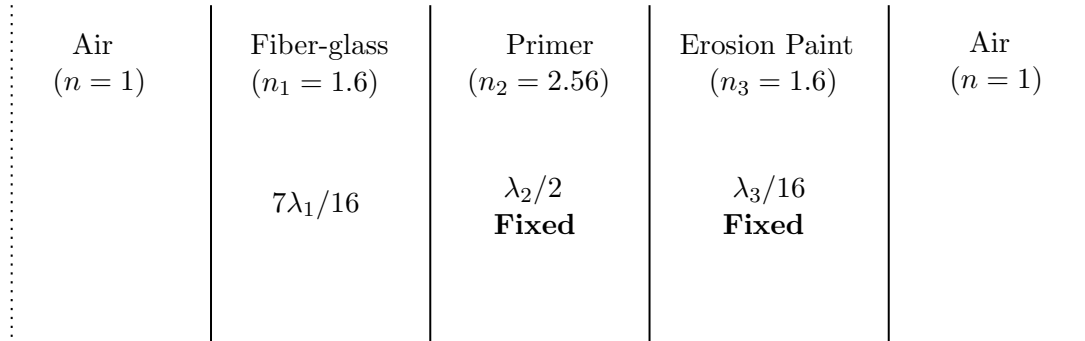 Air
(n = 1)
Fiber-glass
(n₁ = 1.6)
Primer
(n₂ = 2.56)
Erosion Paint
(n₃ = 1.6)
Air
(n = 1)
7λ₁/16
λ₂/2
Fixed
λ₃/16
Fixed